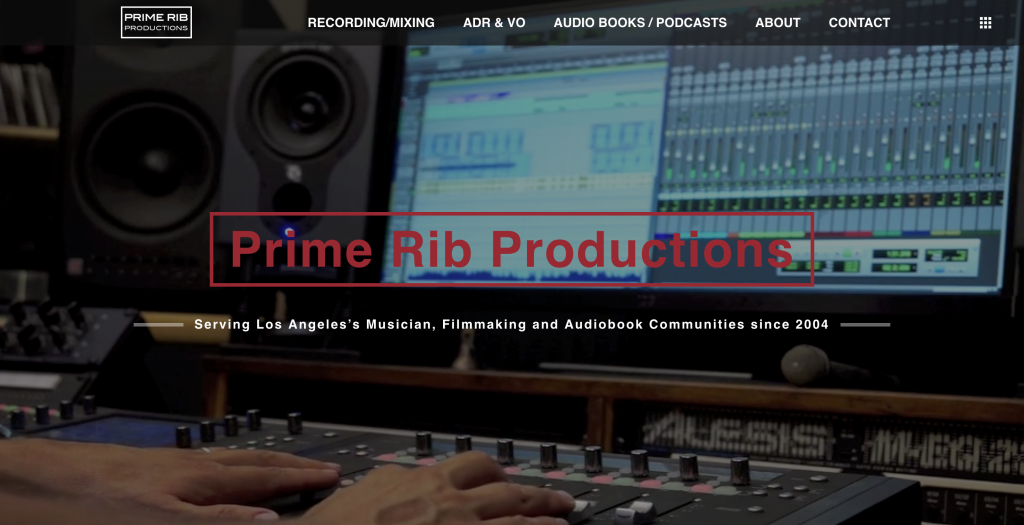 PRIME RIB
PRODUCTIONS
RECORDING/MIXING ADR & VO AUDIO BOOKS / PODCASTS ABOUT CONTACT
Prime Rib Productions
Serving Los Angeles’s Musician, Filmmaking and Audiobook Communities since 2004